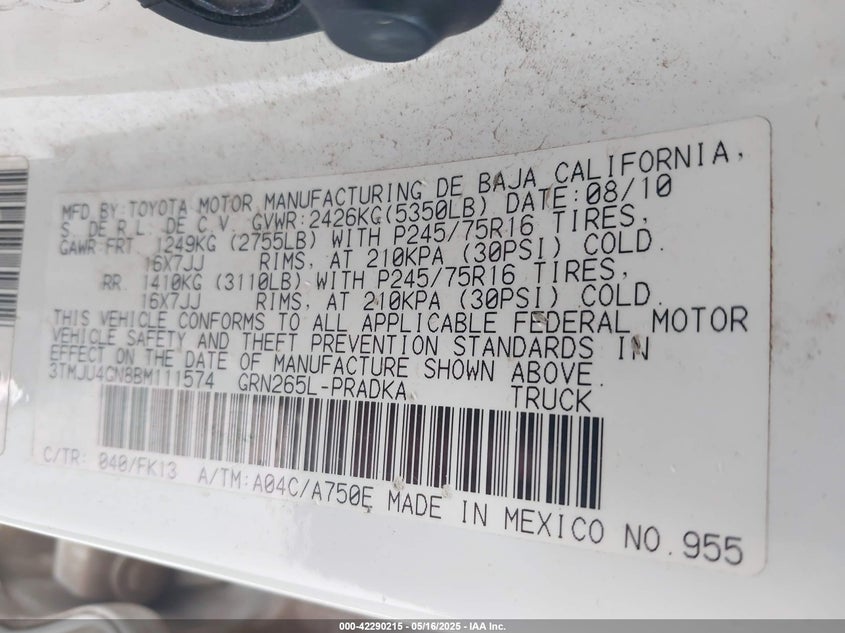 MFD BY: TOYOTA MOTOR MANUFACTURING DE BAJA CALIFORNIA,
S. DE R.L. DE C.V. GVWR:2426KG(5350LB) DATE:08/10
GAWR FRT 1249KG (2755LB) WITH P245/75R16 TIRES,
16X7JJ RIMS, AT 210KPA (30PSI) COLD.
RR. 1410KG (3110LB) WITH P245/75R16 TIRES,
16X7JJ RIMS, AT 210KPA (30PSI) COLD.
THIS VEHICLE CONFORMS TO ALL APPLICABLE FEDERAL MOTOR
VEHICLE SAFETY AND THEFT PREVENTION STANDARDS IN
EFFECT ON THE DATE OF MANUFACTURE SHOWN ABOVE.
3TMJU4GN8BM111574 GRN265L-PRADKA TRUCK
C/TR: 040/FK13 A/TM:A04C/A750E MADE IN MEXICO NO.955
000-42290215 - 05/16/2025 - IAA Inc.